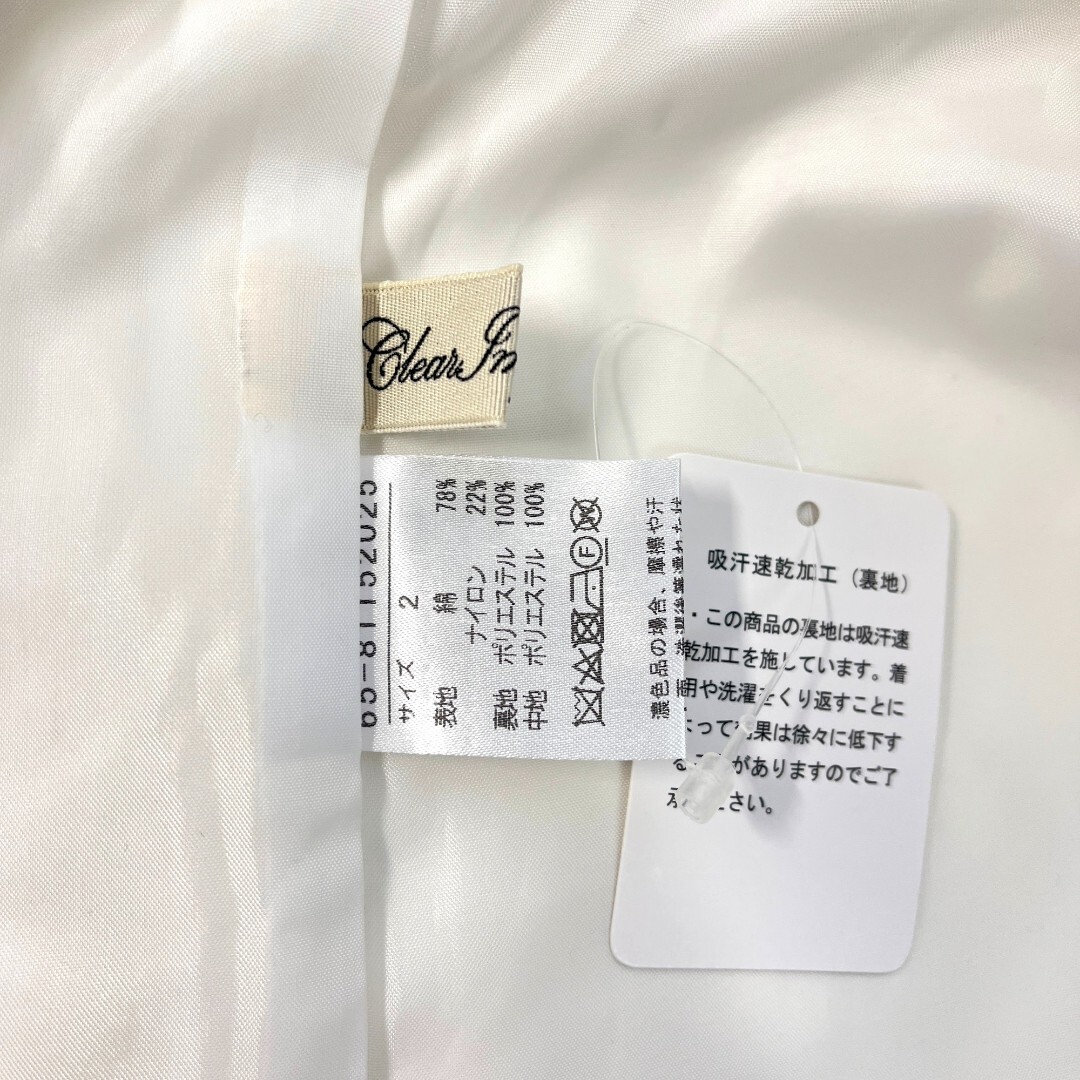 Clear Im
65-81152025
サイズ 2
表地 綿 78%
ナイロン 22%
裏地 ポリエステル 100%
中地 ポリエステル 100%
F W
濃色品の場合、摩擦や汗
吸汗速乾加工（裏地）
・この商品の裏地は吸汗速
乾加工を施しています。着
用や洗濯をくり返すことに
よって効果は徐々に低下す
る があリますのでご了
さい。